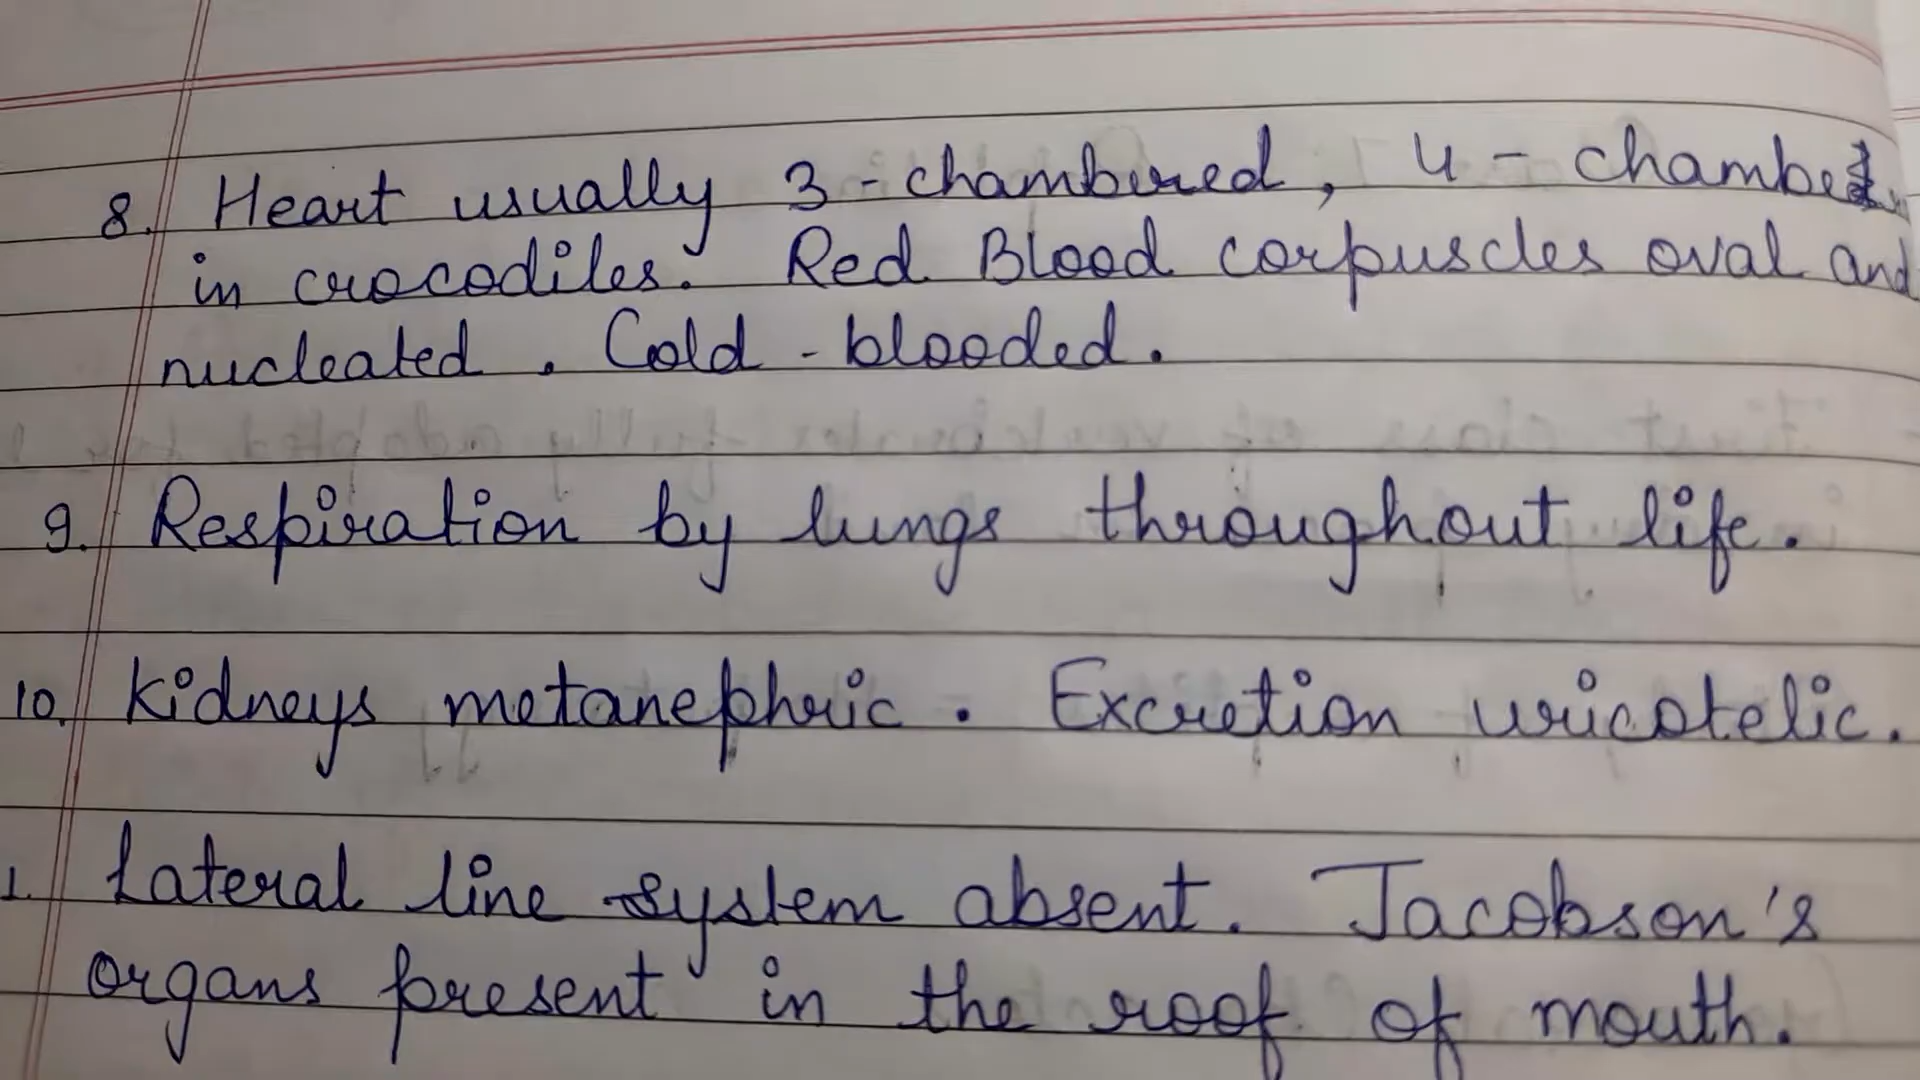 8. Heart usually 3-chambered, 4 - chambe
in crocodiles. Red Blood corpuscles oval and
nucleated. Cold - blooded.
9. Respiration by lungs throughout life.
10. Kidneys metanephric. Excretion uricotelic.
1. Lateral line system absent. Jacobson's
organs present in the roof of mouth.